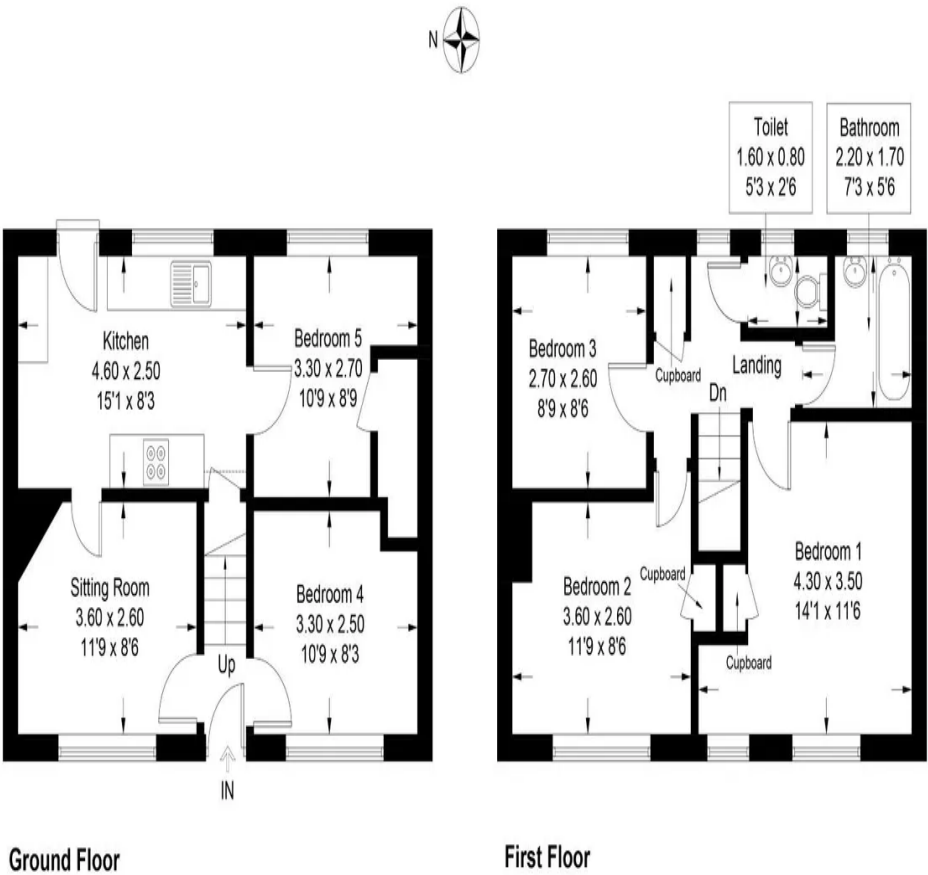 N
Toilet
1.60 x 0.80
5'3 x 2'6
Bathroom
2.20 x 1.70
7'3 x 5'6
Kitchen
4.60 x 2.50
15'1 x 8'3
Bedroom 5
3.30 x 2.70
10'9 x 8'9
Sitting Room
3.60 x 2.60
11'9 x 8'6
Bedroom 4
3.30 x 2.50
10'9 x 8'3
Up
IN
Ground Floor
Bedroom 3
2.70 x 2.60
8'9 x 8'6
Cupboard
Landing
Dn
Bedroom 2
3.60 x 2.60
11'9 x 8'6
Cupboard
Bedroom 1
4.30 x 3.50
14'1 x 11'6
Cupboard
First Floor